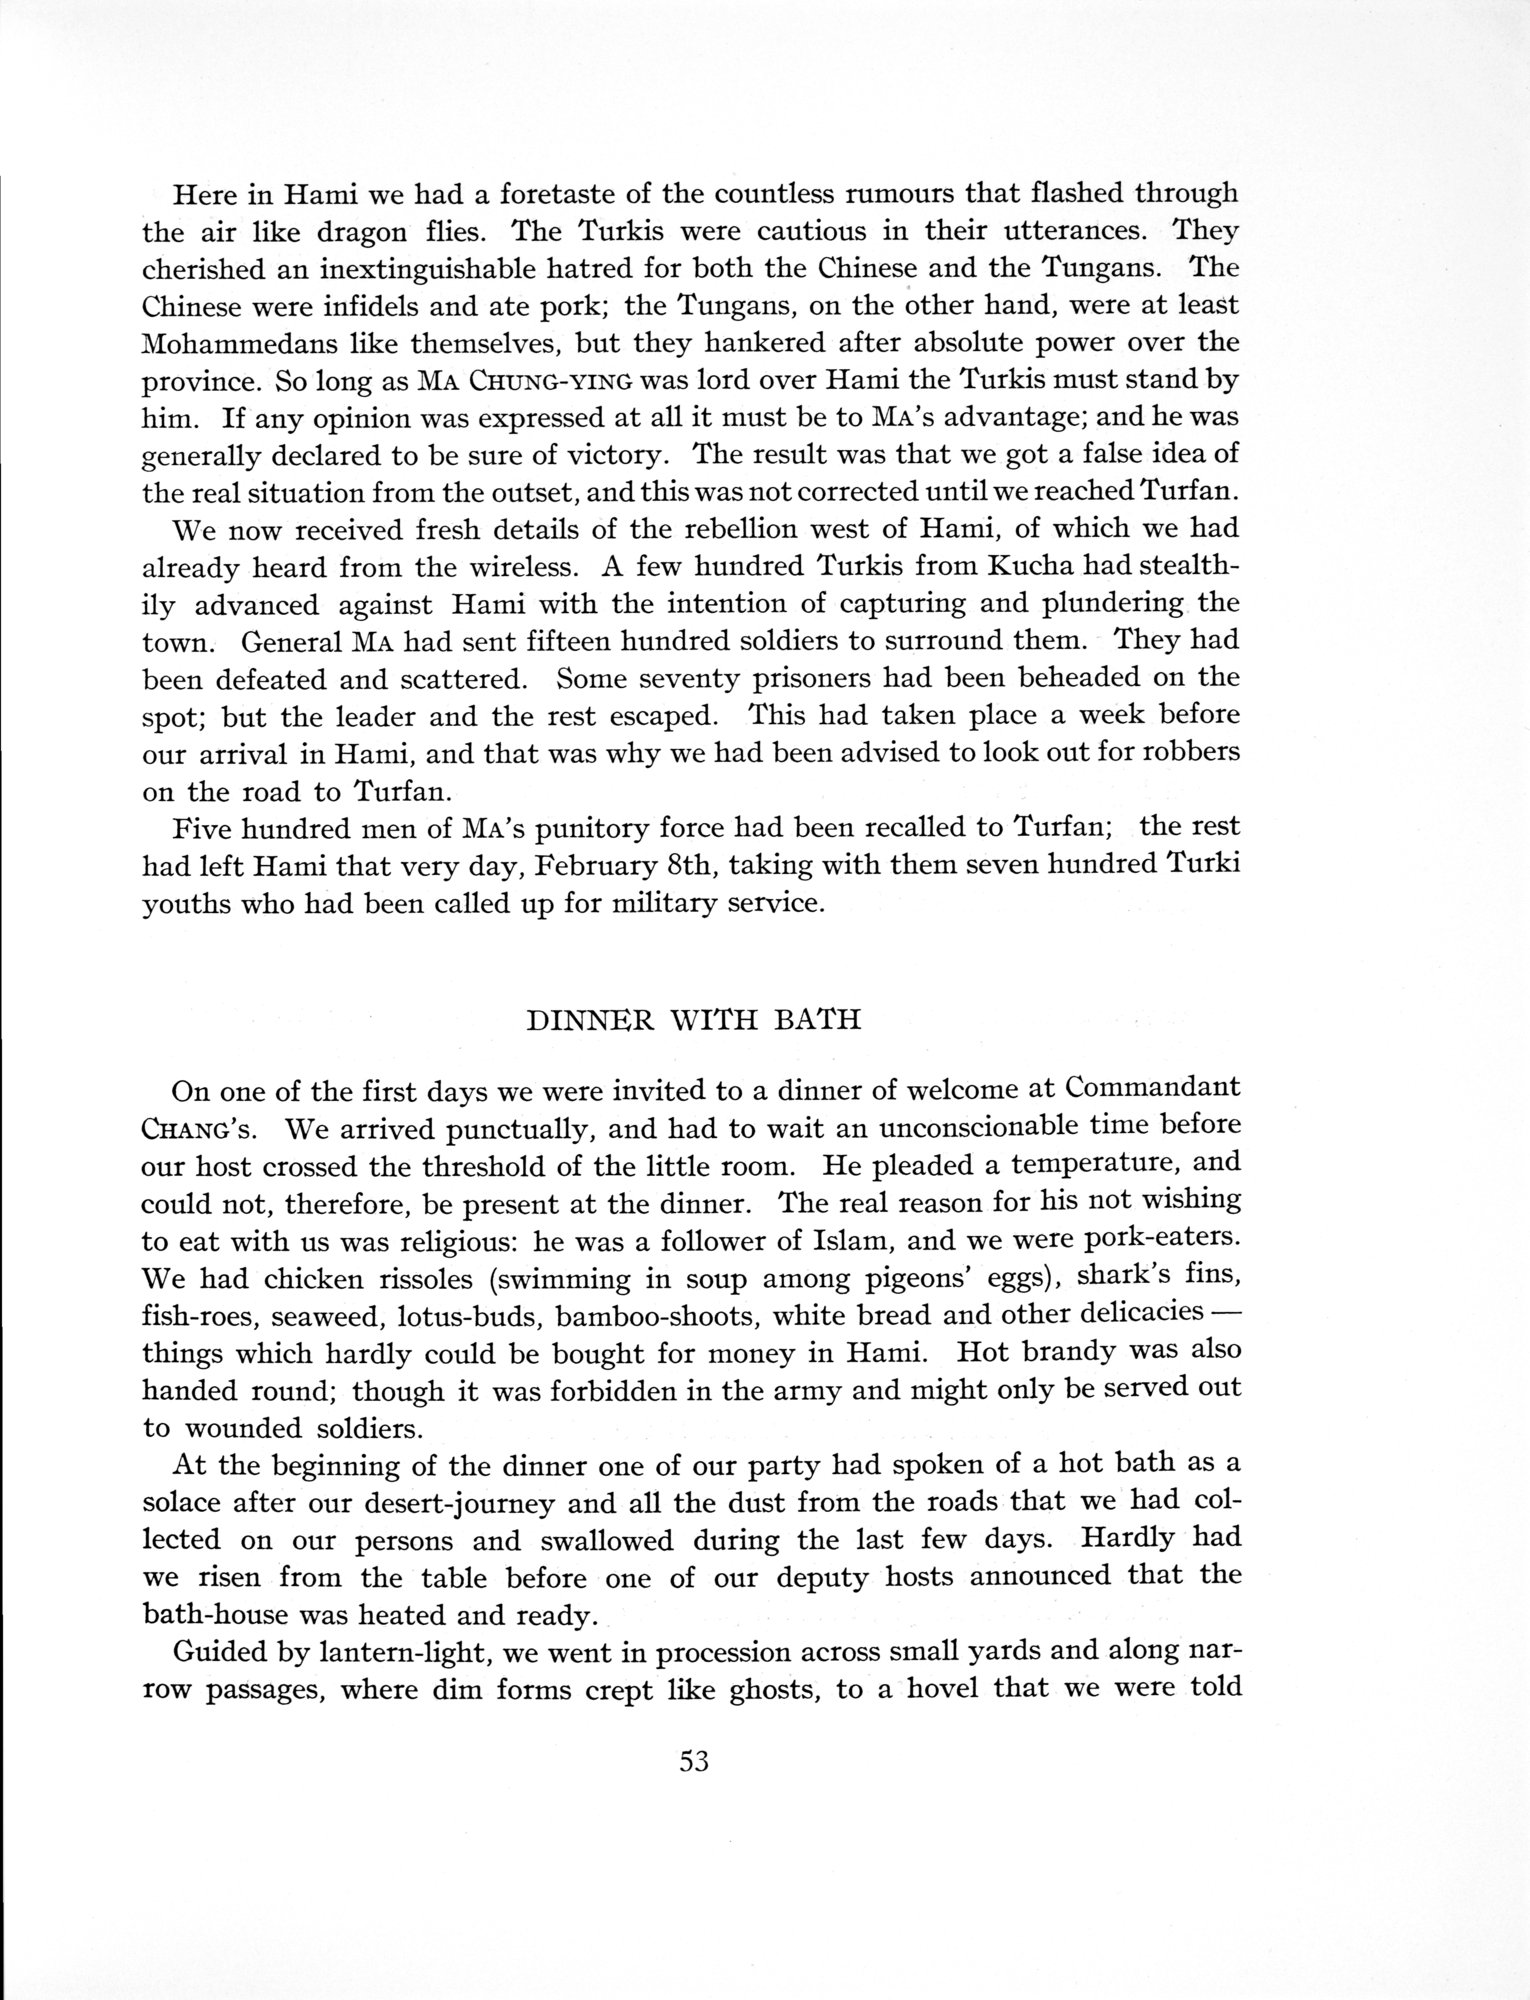 Here in Hami we had a foretaste of the countless rumours that flashed through
the air like dragon flies. The Turkis were cautious in their utterances. They
cherished an inextinguishable hatred for both the Chinese and the Tungans. The
Chinese were infidels and ate pork; the Tungans, on the other hand, were at least
Mohammedans like themselves, but they hankered after absolute power over the
province. So long as MA CHUNG-YING was lord over Hami the Turkis must stand by
him. If any opinion was expressed at all it must be to MA's advantage; and he was
generally declared to be sure of victory. The result was that we got a false idea of
the real situation from the outset, and this was not corrected until we reached Turfan.
We now received fresh details of the rebellion west of Hami, of which we had
already heard from the wireless. A few hundred Turkis from Kucha had stealth-
ily advanced against Hami with the intention of capturing and plundering the
town. General MA had sent fifteen hundred soldiers to surround them. They had
been defeated and scattered. Some seventy prisoners had been beheaded on the
spot; but the leader and the rest escaped. This had taken place a week before
our arrival in Hami, and that was why we had been advised to look out for robbers
on the road to Turfan.
Five hundred men of MA's punitory force had been recalled to Turfan; the rest
had left Hami that very day, February 8th, taking with them seven hundred Turki
youths who had been called up for military service.
DINNER WITH BATH
On one of the first days we were invited to a dinner of welcome at Commandant
CHANG's. We arrived punctually, and had to wait an unconscionable time before
our host crossed the threshold of the little room. He pleaded a temperature, and
could not, therefore, be present at the dinner. The real reason for his not wishing
to eat with us was religious: he was a follower of Islam, and we were pork-eaters.
We had chicken rissoles (swimming in soup among pigeons' eggs), shark's fins,
fish-roes, seaweed, lotus-buds, bamboo-shoots, white bread and other delicacies —
things which hardly could be bought for money in Hami. Hot brandy was also
handed round; though it was forbidden in the army and might only be served out
to wounded soldiers.
At the beginning of the dinner one of our party had spoken of a hot bath as a
solace after our desert-journey and all the dust from the roads that we had col-
lected on our persons and swallowed during the last few days. Hardly had
we risen from the table before one of our deputy hosts announced that the
bath-house was heated and ready.
Guided by lantern-light, we went in procession across small yards and along nar-
row passages, where dim forms crept like ghosts, to a hovel that we were told
53